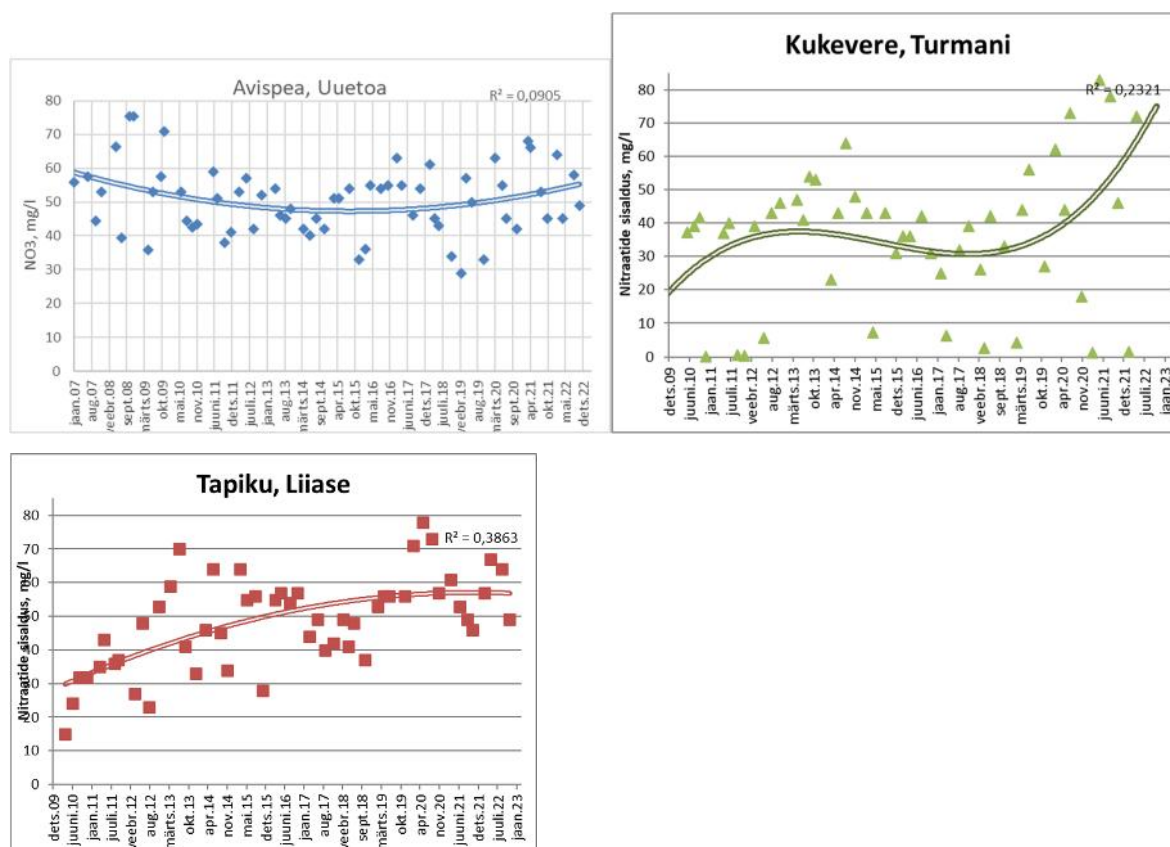 Avispea, Uuetoa
R² = 0,0905
NO3, mg/l
80
70
60
50
40
30
20
10
0
jaan.07
aug.07
veebr.08
sept.08
märts.09
okt.09
mai.10
nov.10
juuni.11
dets.11
juuli.12
jaan.13
aug.13
märts.14
sept.14
apr.15
nov.15
mai.16
nov.16
juuni.17
dets.17
juuli.18
veebr.19
aug.19
märts.20
sept.20
apr.21
okt.21
mai.22
dets.22
Kukevere, Turmani
R² = 0,2321
Nitraatide sisaldus, mg/l
80
70
60
50
40
30
20
10
0
dets.09
juuni.10
jaan.11
juuli.11
veebr.12
aug.12
märts.13
okt.13
apr.14
nov.14
mai.15
dets.15
juuni.16
jaan.17
aug.17
veebr.18
sept.18
märts.19
okt.19
apr.20
nov.20
juuni.21
dets.21
juuli.22
jaan.23
Tapiku, Liiase
R² = 0,3863
Nitraatide sisaldus, mg/l
80
70
60
50
40
30
20
10
0
dets.09
juuni.10
jaan.11
juuli.11
veebr.12
aug.12
märts.13
okt.13
apr.14
nov.14
mai.15
dets.15
juuni.16
jaan.17
aug.17
veebr.18
sept.18
märts.19
okt.19
apr.20
nov.20
juuni.21
dets.21
juuli.22
jaan.23